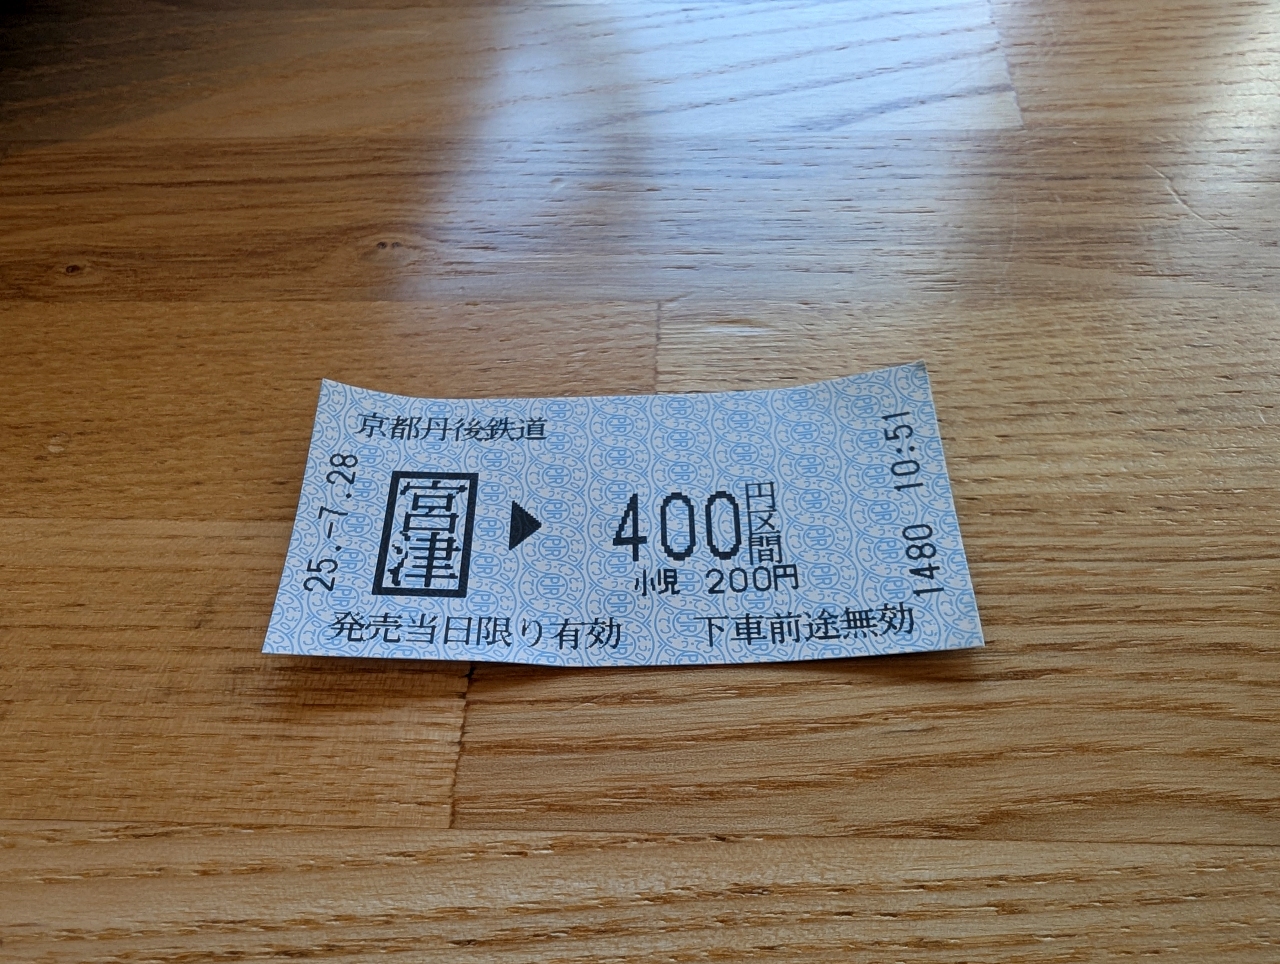 京都丹後鉄道
25.-7.28
宮津
▶
400円区間
小児 200円
発売当日限り有効 下車前途無効
1480 10:51